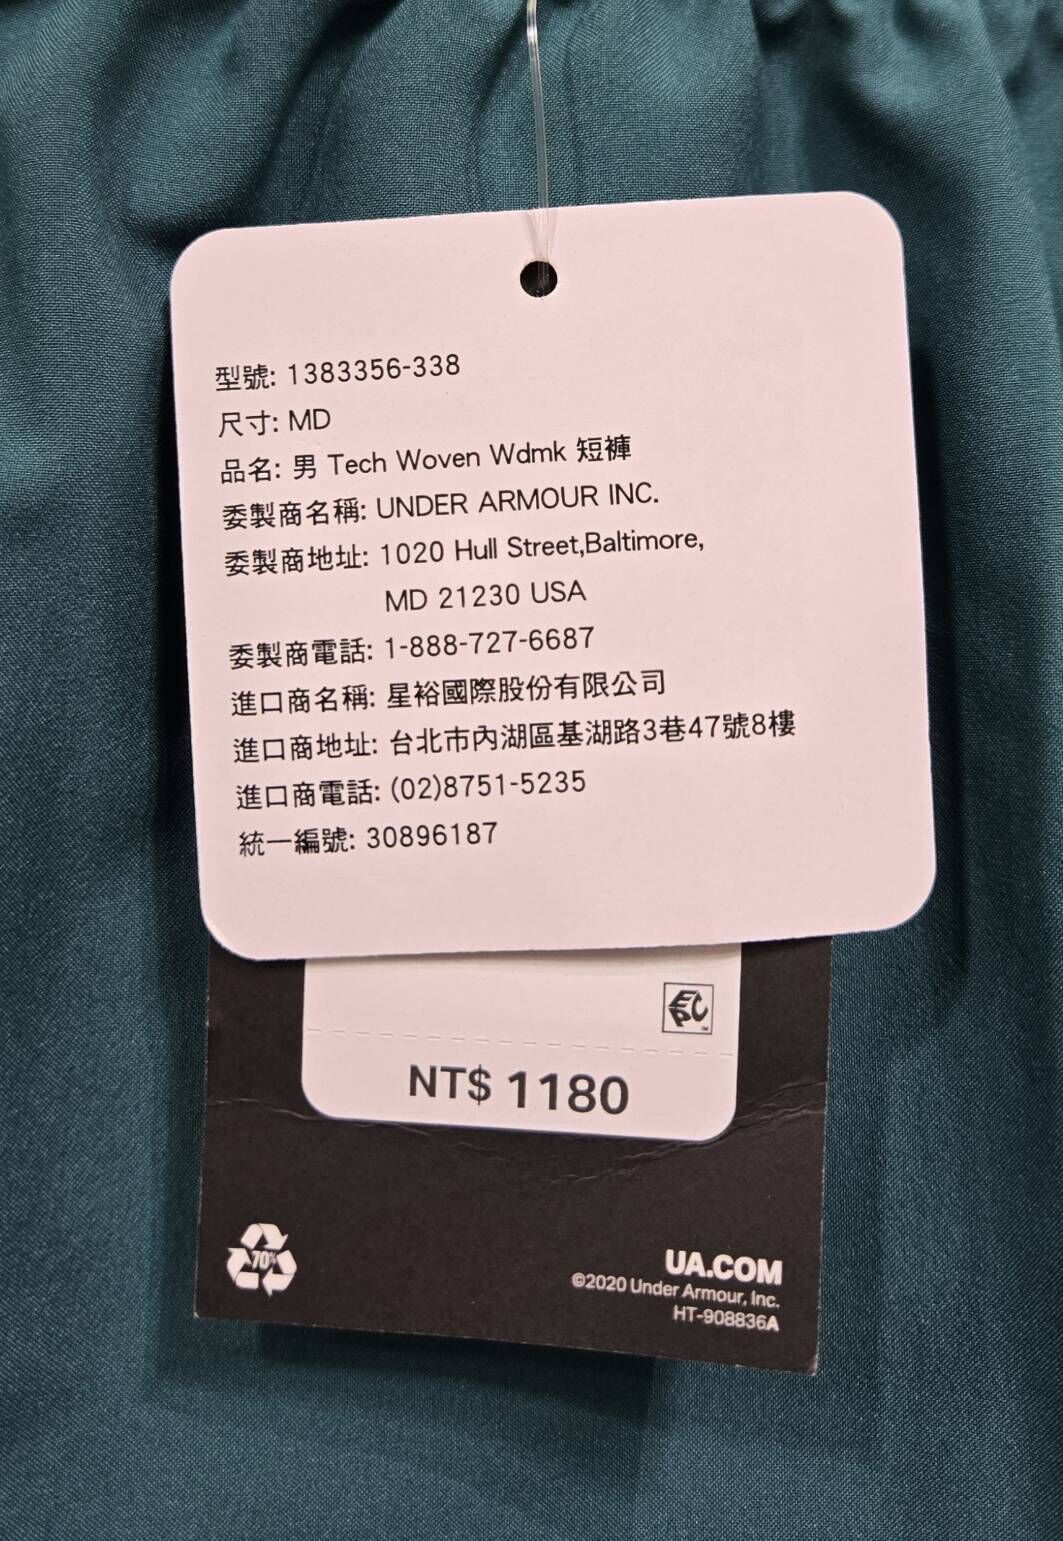 型號: 1383356-338
尺寸: MD
品名: 男 Tech Woven Wdmk 短褲
委製商名稱: UNDER ARMOUR INC.
委製商地址: 1020 Hull Street,Baltimore,
MD 21230 USA
委製商電話: 1-888-727-6687
進口商名稱: 星裕國際股份有限公司
進口商地址: 台北市內湖區基湖路3巷47號8樓
進口商電話: (02)8751-5235
統一編號: 30896187
EPC
NT$ 1180
70%
UA.COM
©2020 Under Armour, Inc.
HT-908836A